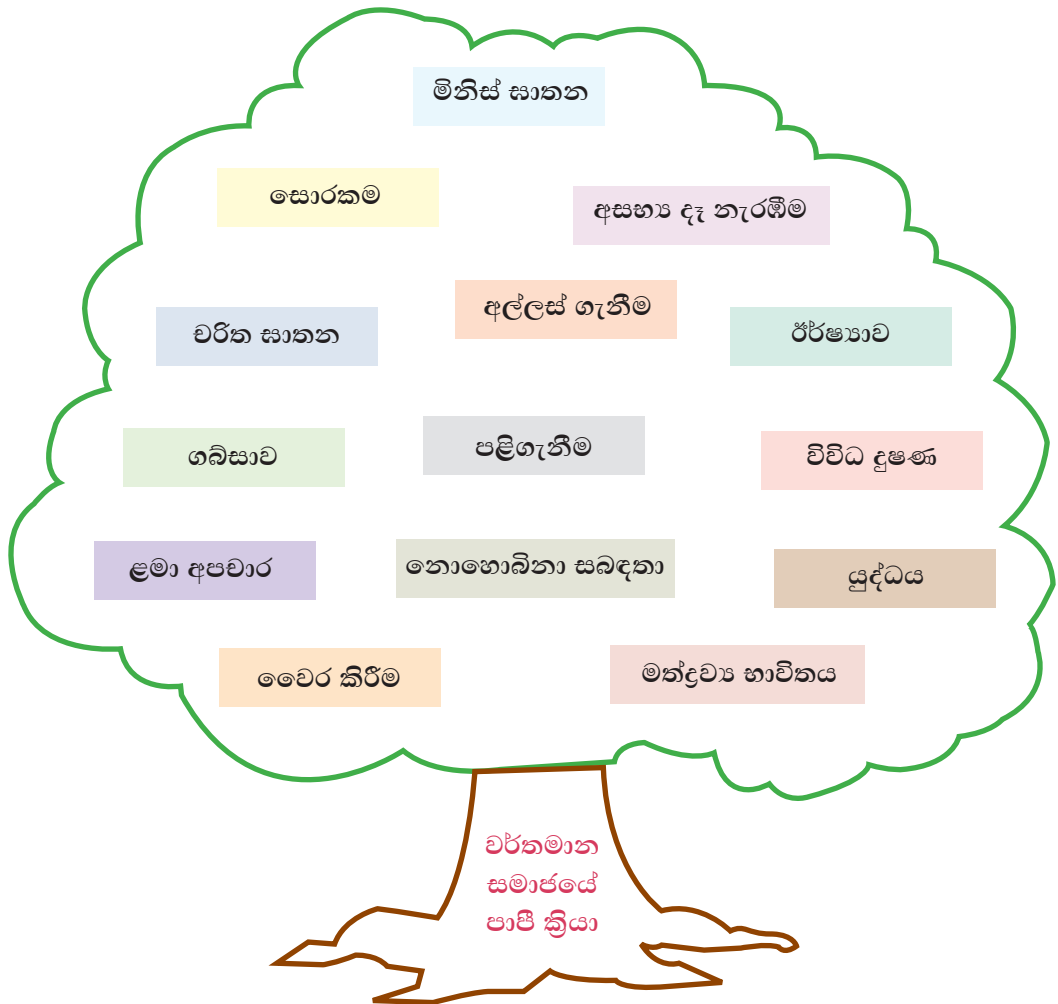 මිනිස් ඝාතන
සොරකම
අසභ්‍ය දෑ නැරඹීම
අල්ලස් ගැනීම
චරිත ඝාතන
ඊර්ෂ්‍යාව
ගබ්සාව
පළිගැනීම
විවිධ දුෂණ
ළමා අපචාර
නොහොබිනා සබඳතා
යුද්ධය
වෛර කිරීම
මත්ද්‍රව්‍ය භාවිතය
වර්තමාන
සමාජයේ
පාපී ක්‍රියා